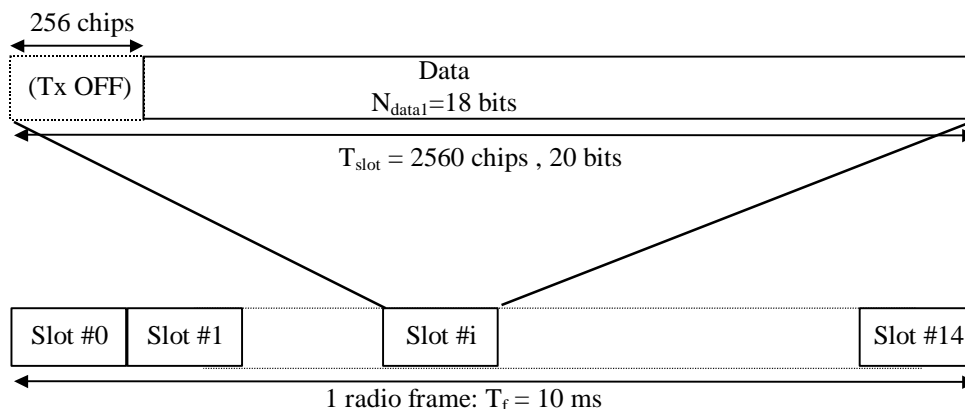 256 chips
(Tx OFF)
Data
Ndata1=18 bits
Tslot = 2560 chips , 20 bits
Slot #0
Slot #1
Slot #i
Slot #14
1 radio frame: Tf = 10 ms